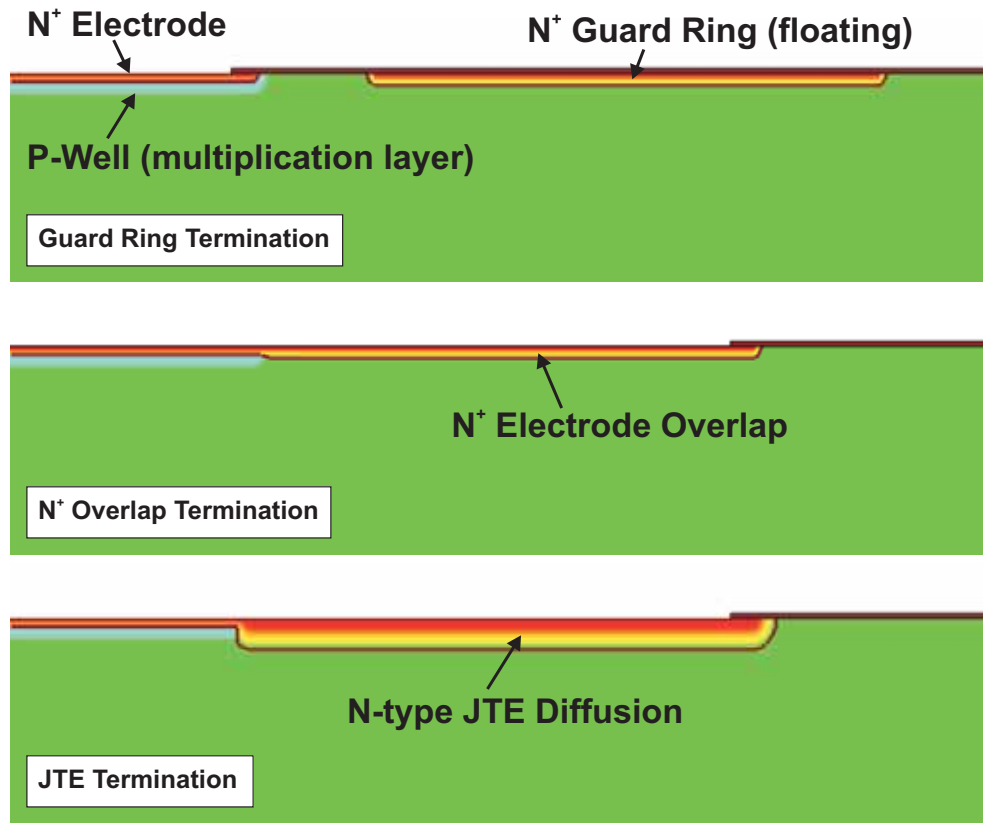 N⁺ Electrode
N⁺ Guard Ring (floating)
P-Well (multiplication layer)
Guard Ring Termination
N⁺ Electrode Overlap
N⁺ Overlap Termination
N-type JTE Diffusion
JTE Termination